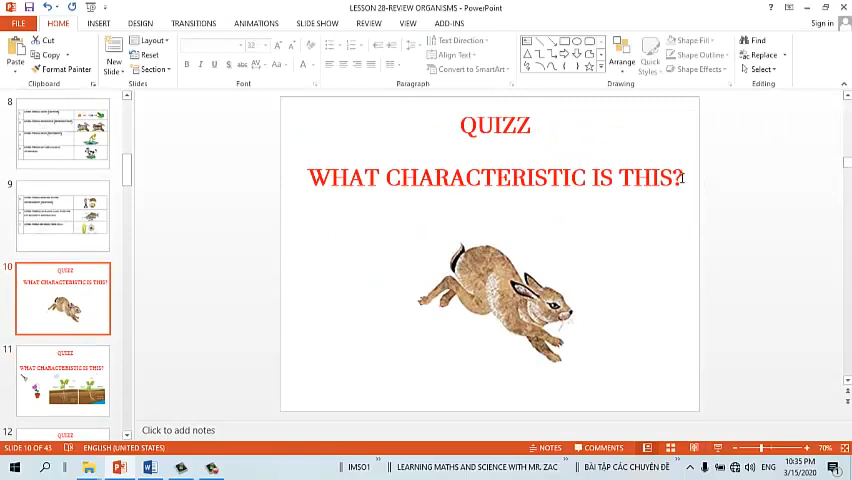 LESSON 28-REVIEW ORGANISMS - PowerPoint
Sign in
FILE HOME INSERT DESIGN TRANSITIONS ANIMATIONS SLIDE SHOW REVIEW VIEW ADD-INS
Paste
Cut
Copy
Format Painter
Clipboard
New Slide
Layout
Reset
Section
Slides
32
Font
Text Direction
Align Text
Convert to SmartArt
Paragraph
Arrange
Quick Styles
Shape Fill
Shape Outline
Shape Effects
Drawing
Find
Replace
Select
Editing
8
9
10
QUIZZ
WHAT CHARACTERISTIC IS THIS?
11
QUIZZ
WHAT CHARACTERISTIC IS THIS?
12
QUIZZ
QUIZZ
WHAT CHARACTERISTIC IS THIS?
Click to add notes
SLIDE 10 OF 43 ENGLISH (UNITED STATES) NOTES COMMENTS 70%
IMSO1 LEARNING MATHS AND SCIENCE WITH MR. ZAC BÀI TẬP CÁC CHUYÊN ĐỀ ENG 10:35 PM
3/15/2020